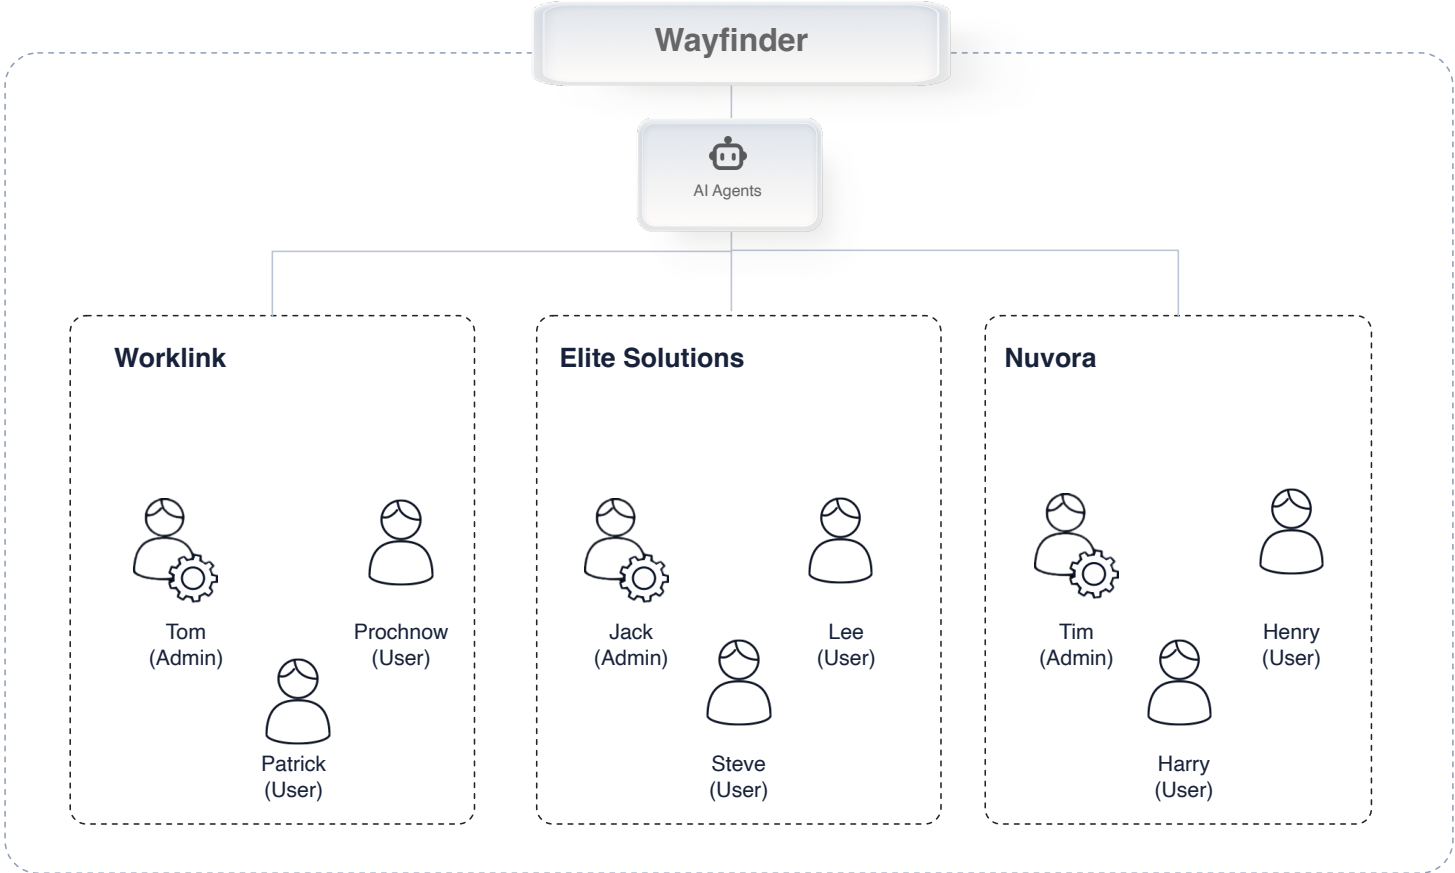 Wayfinder
AI Agents
Worklink
Elite Solutions
Nuvora
Tom
(Admin)
Prochnow
(User)
Patrick
(User)
Jack
(Admin)
Lee
(User)
Steve
(User)
Tim
(Admin)
Henry
(User)
Harry
(User)